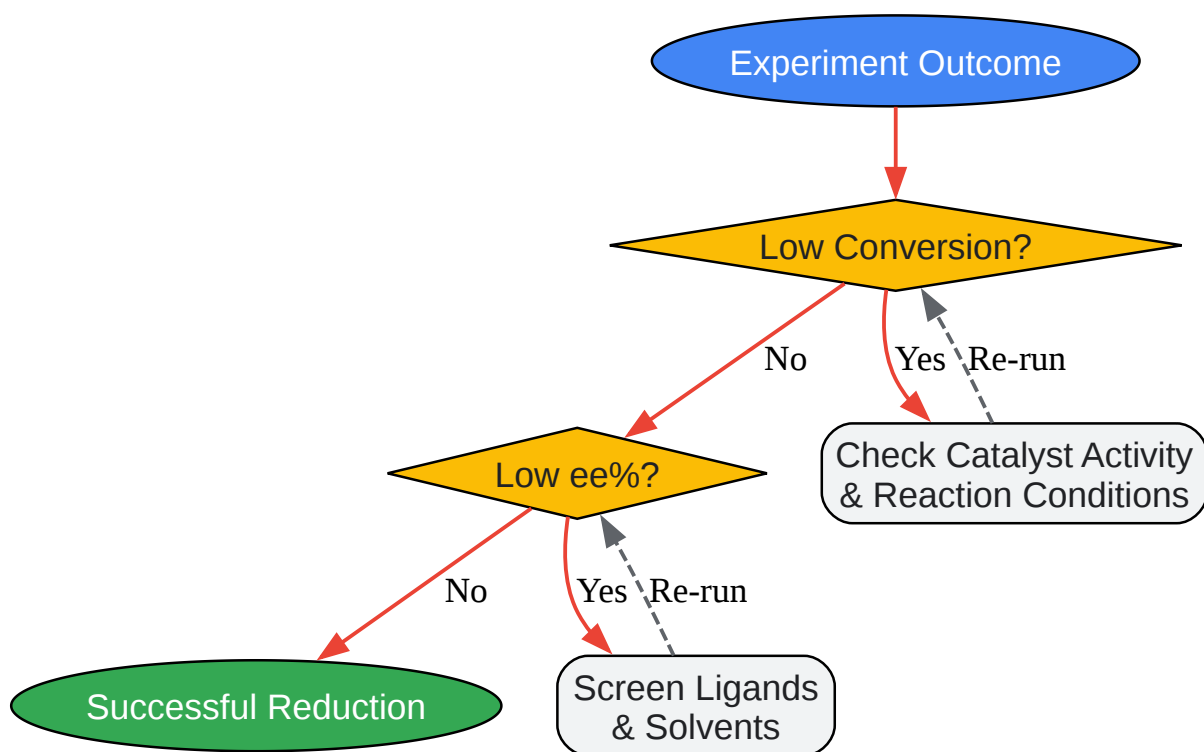 Experiment Outcome
Low Conversion?
No
Yes
Re-run
Check Catalyst Activity
& Reaction Conditions
Low ee%?
No
Yes
Re-run
Successful Reduction
Screen Ligands
& Solvents